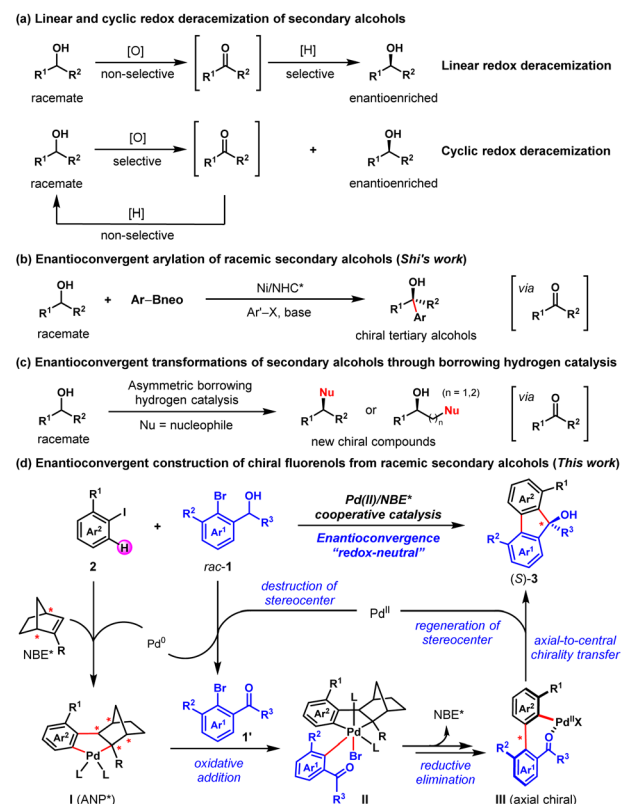 (a) Linear and cyclic redox deracemization of secondary alcohols
OH
R1 R2
racemate
[O]
non-selective
O
R1 R2
[H]
selective
OH
R1 R2
enantioenriched
Linear redox deracemization
OH
R1 R2
racemate
[O]
selective
O
R1 R2
+
OH
R1 R2
enantioenriched
Cyclic redox deracemization
[H]
non-selective
(b) Enantioconvergent arylation of racemic secondary alcohols (Shi's work)
OH
R1 R2
racemate
+
Ar–Bneo
Ni/NHC*
Ar'–X, base
OH
R1 R2
Ar
chiral tertiary alcohols
via
O
R1 R2
(c) Enantioconvergent transformations of secondary alcohols through borrowing hydrogen catalysis
OH
R1 R2
racemate
Asymmetric borrowing
hydrogen catalysis
Nu = nucleophile
Nu
R1 R2
or
OH
R1 Nu
n
(n = 1,2)
new chiral compounds
via
O
R1 R2
(d) Enantioconvergent construction of chiral fluorenols from racemic secondary alcohols (This work)
R1
I
Ar2
H
2
+
Br OH
R2
Ar1
R3
rac-1
Pd(II)/NBE*
cooperative catalysis
Enantioconvergence
“redox-neutral”
R1
Ar2
OH
*
R3
R2
Ar1
(S)-3
destruction of
stereocenter
PdII
regeneration of
stereocenter
axial-to-central
chirality transfer
*
*
R
NBE*
Pd0
Br O
R2
Ar1
R3
1'
R1
Ar2
*
*
*
*
Pd
R
L L
I (ANP*)
oxidative
addition
R1
L
Ar2
Pd
R
L
Br
R2
Ar1
O
R3
II
NBE*
reductive
elimination
R1
Ar2
PdIIX
*
O
R2
R3
Ar1
III (axial chiral)